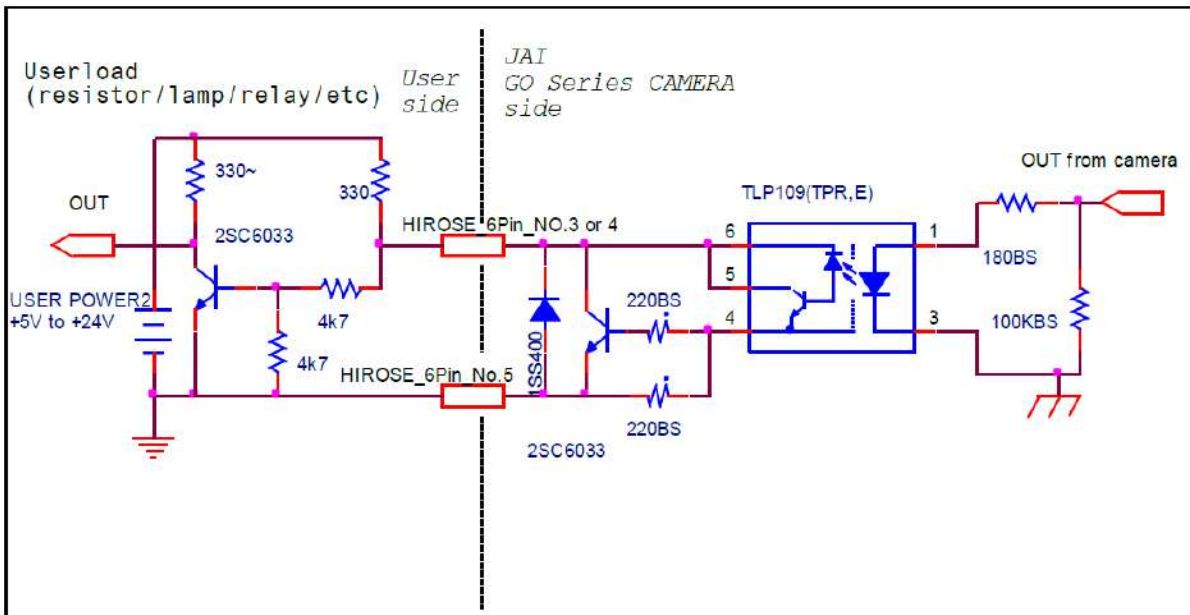 Userload
(resistor/lamp/relay/etc)
User
side
JAI
GO Series CAMERA
side
330~
330
OUT
2SC6033
USER POWER2
+5V to +24V
4k7
4k7
HIROSE_6Pin_NO.3 or 4
HIROSE_6Pin_No.5
1SS400
2SC6033
220BS
220BS
TLP109(TPR,E)
6
5
4
1
3
180BS
100KBS
OUT from camera